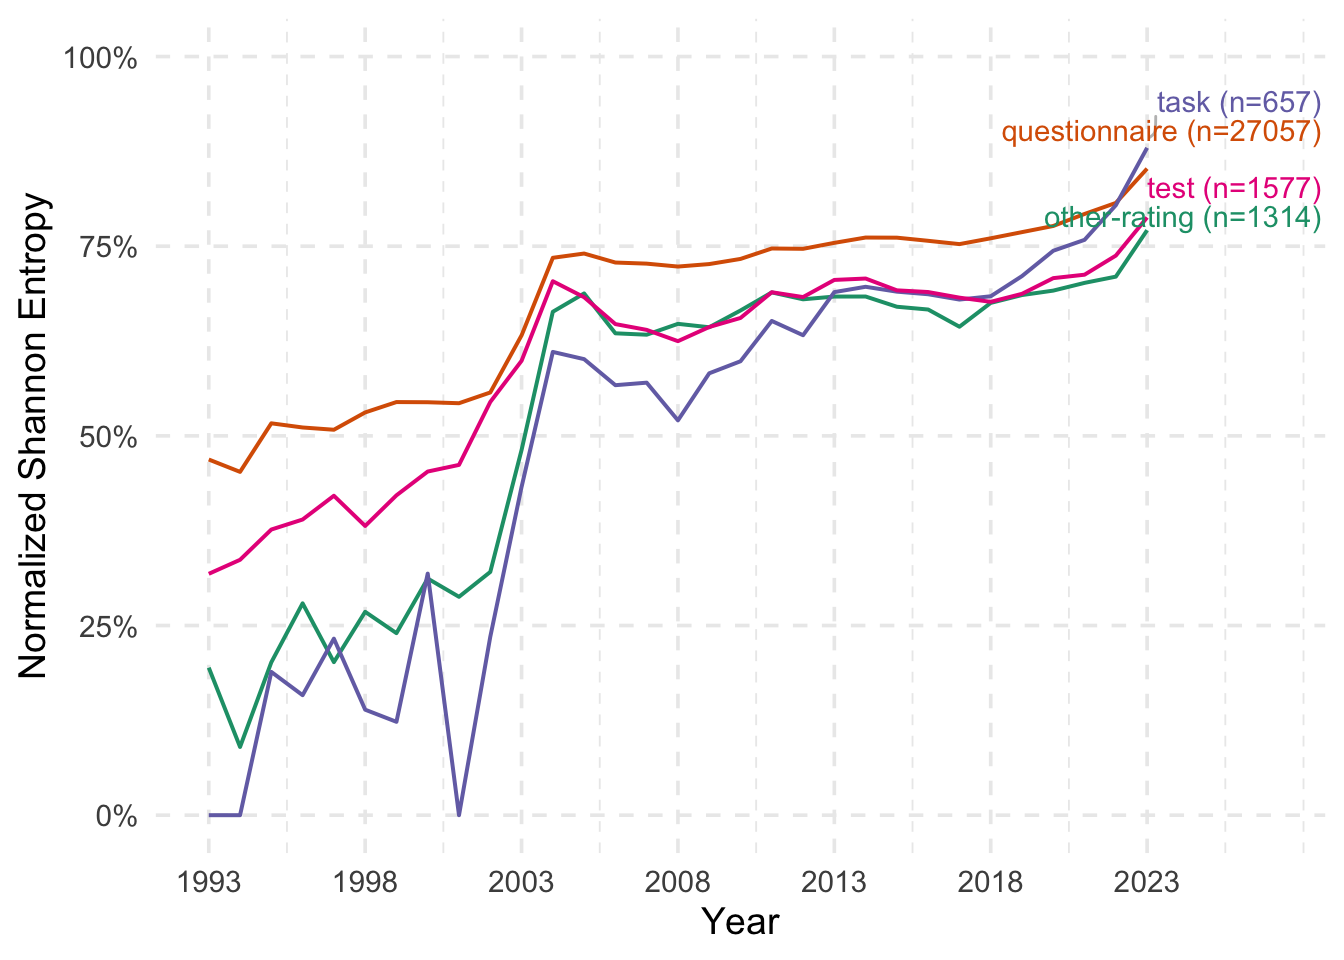 100%
task (n=657)
questionnaire (n=27057)
test (n=1577)
other-rating (n=1314)
75%
50%
25%
0%
Normalized Shannon Entropy
1993 1998 2003 2008 2013 2018 2023
Year